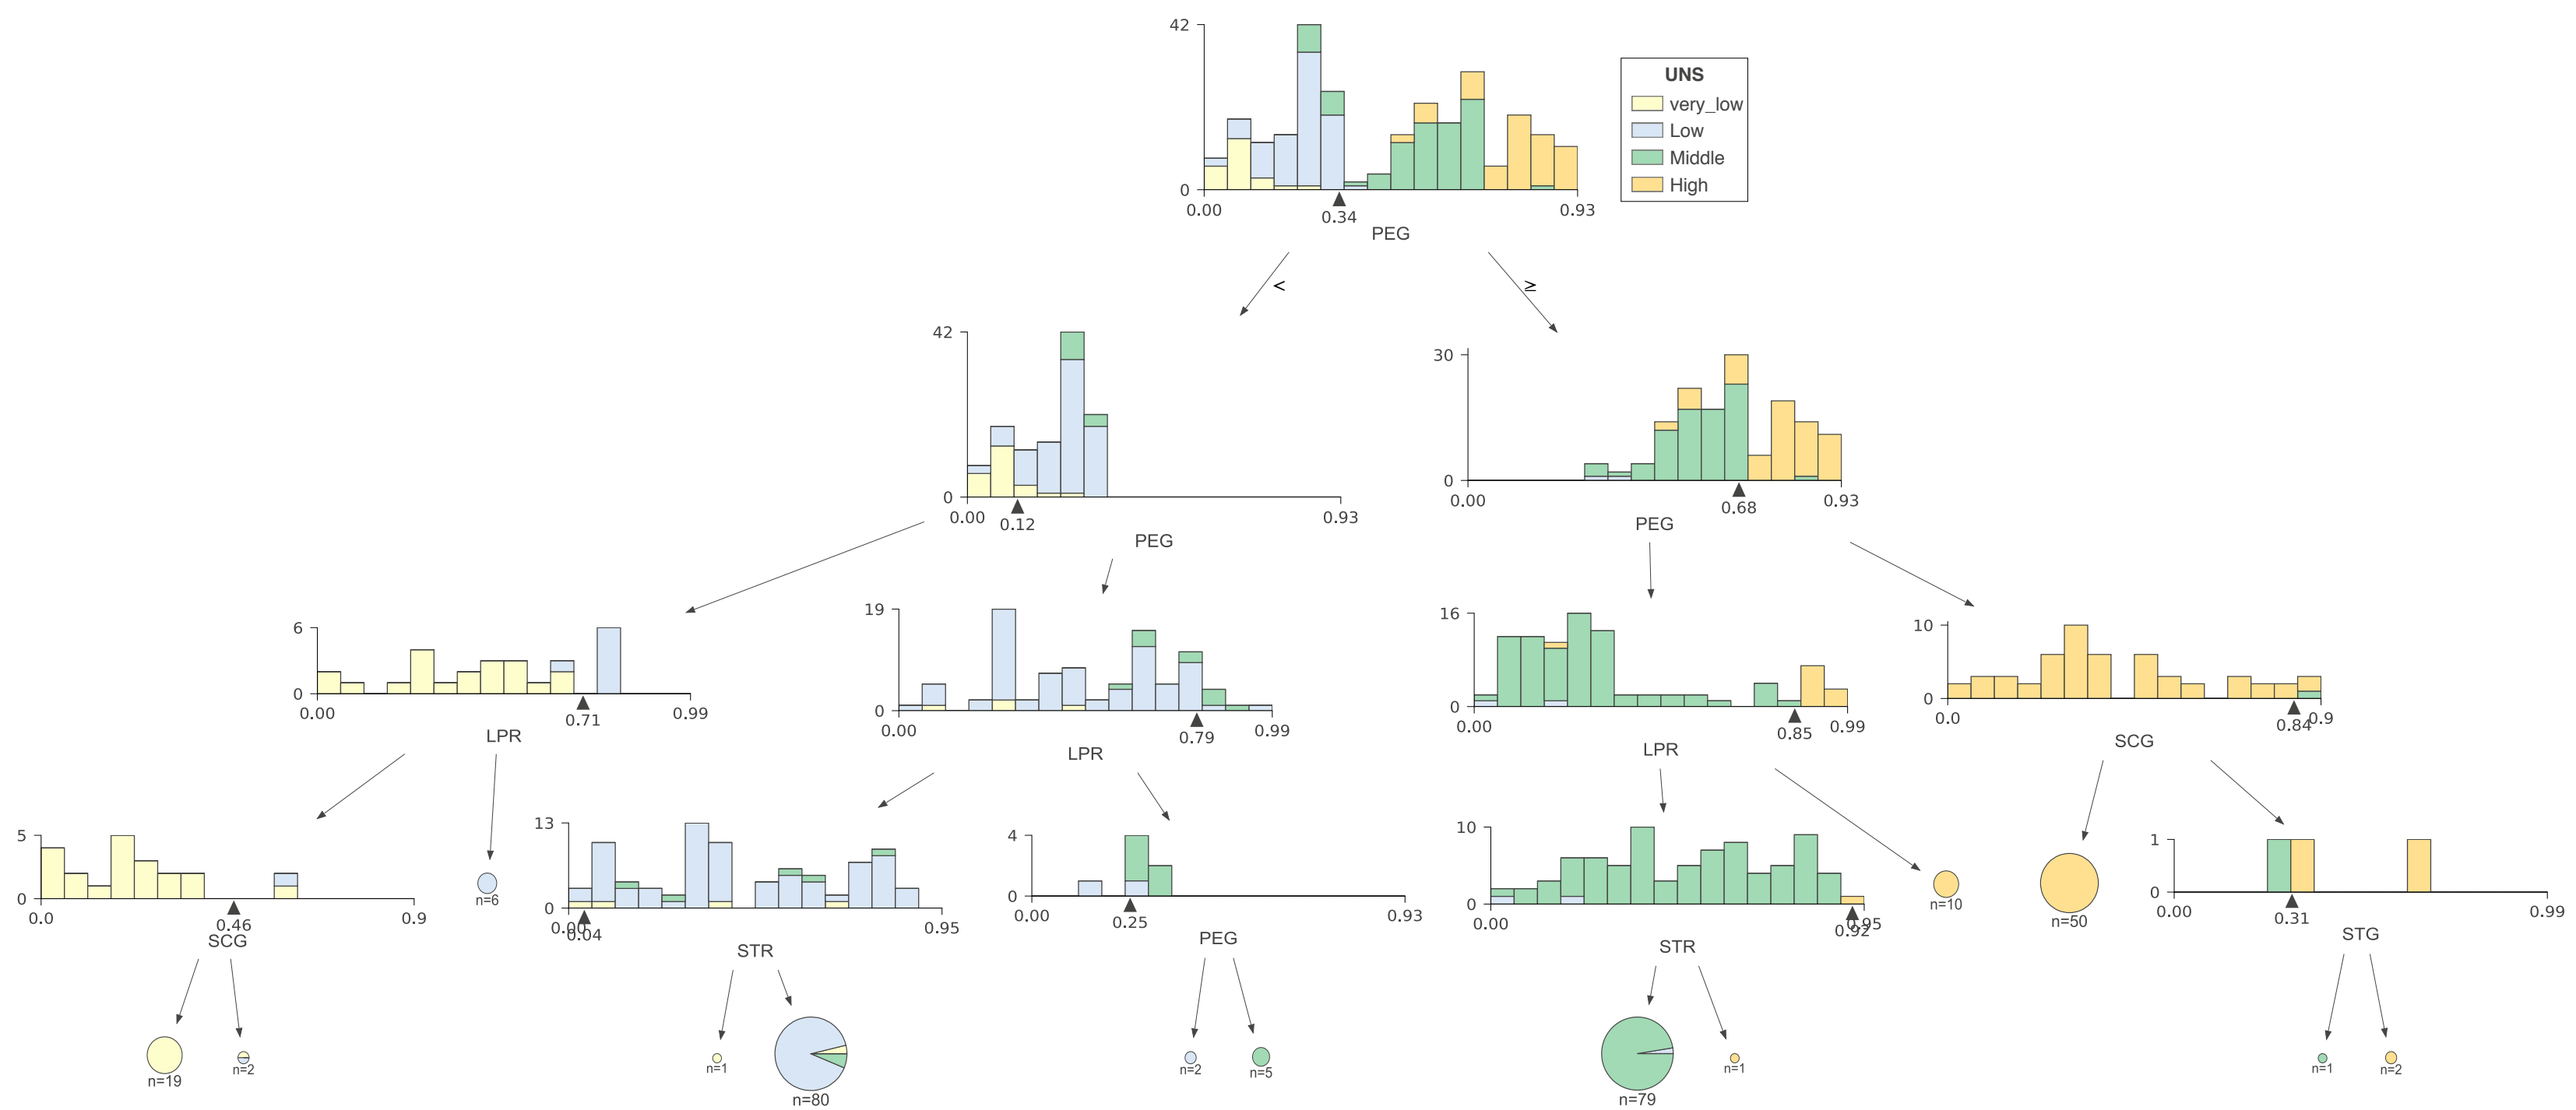 42
0
0.00
0.34
0.93
PEG
UNS
very_low
Low
Middle
High
<
≥
42
0
0.00
0.12
0.93
PEG
30
0
0.00
0.68
0.93
PEG
6
0
0.00
0.71
0.99
LPR
19
0
0.00
0.79
0.99
LPR
16
0
0.00
0.85
0.99
LPR
10
0
0.0
0.84
0.9
SCG
5
0
0.0
0.46
0.9
SCG
n=6
13
0
0.00
0.04
0.95
STR
4
0
0.00
0.25
0.93
PEG
10
0
0.00
0.92
0.95
STR
n=10
n=50
1
0
0.00
0.31
0.99
STG
n=19
n=2
n=1
n=80
n=2
n=5
n=79
n=1
n=1
n=2